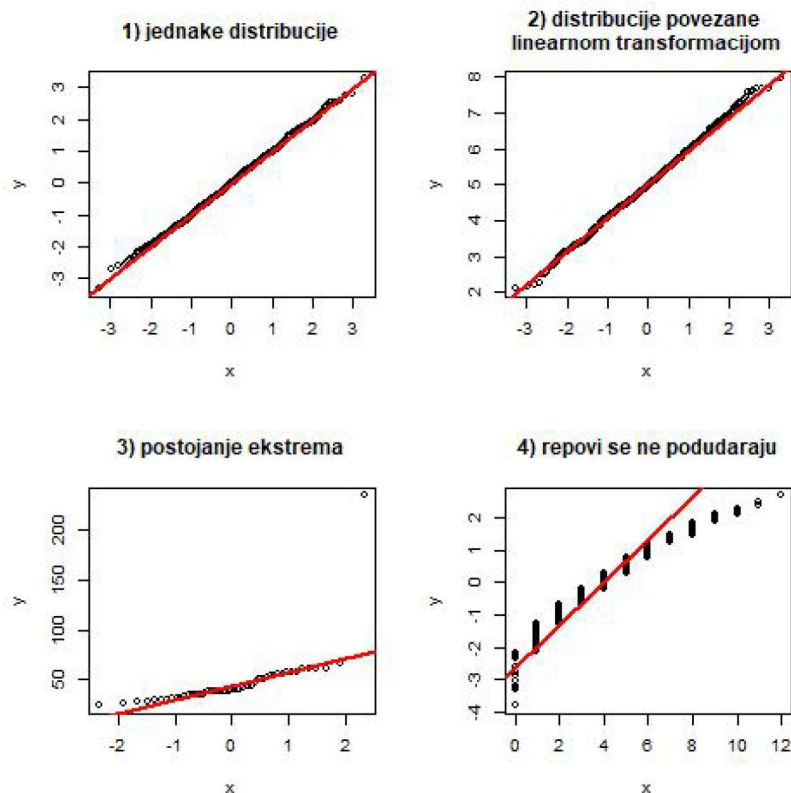 1) jednake distribucije
3
2
1
0
-1
-2
-3
y
-3 -2 -1 0 1 2 3
x
2) distribucije povezane
linearnom transformacijom
8
7
6
5
4
3
2
y
-3 -2 -1 0 1 2 3
x
3) postojanje ekstrema
200
150
100
50
y
-2 -1 0 1 2
x
4) repovi se ne podudaraju
2
1
0
-1
-2
-3
-4
y
0 2 4 6 8 10 12
x